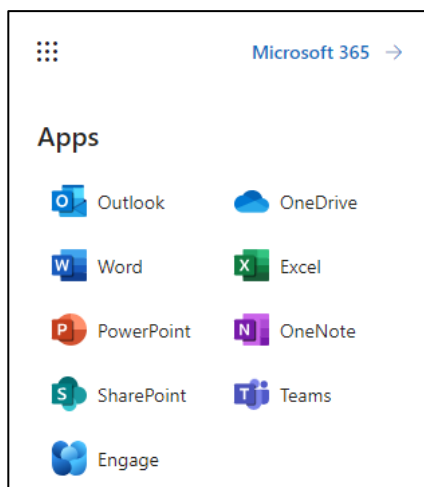 Microsoft 365 →
Apps
Outlook OneDrive
Word Excel
PowerPoint OneNote
SharePoint Teams
Engage